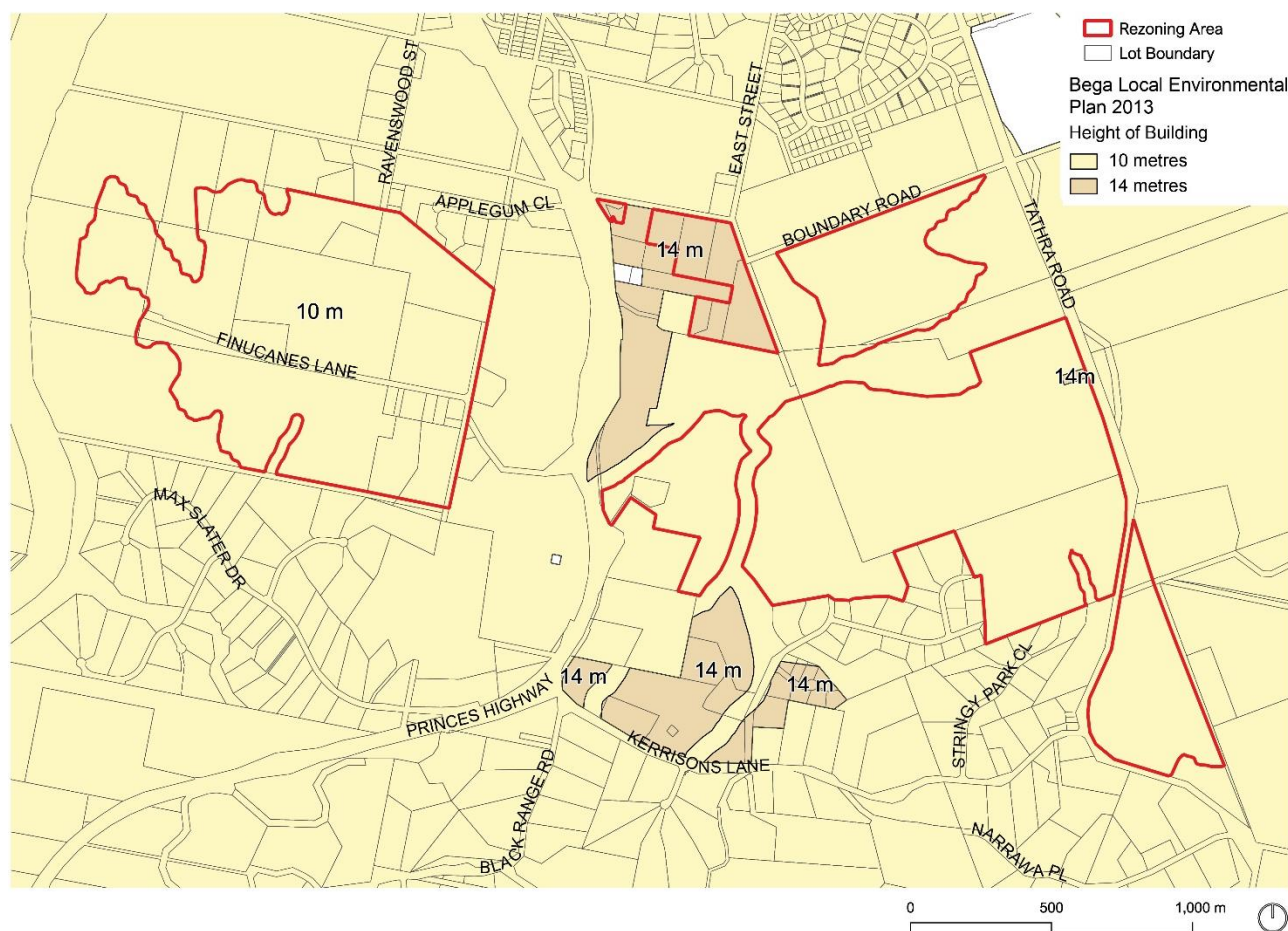 Rezoning Area
Lot Boundary
Bega Local Environmental
Plan 2013
Height of Building
10 metres
14 metres
RAVENSWOOD ST
EAST STREET
APPLEGUM CL
BOUNDARY ROAD
TATHRA ROAD
14 m
10 m
FINUCANES LANE
14m
MAX SLATER DR
14 m
14 m
14 m
PRINCES HIGHWAY
KERRISONS LANE
STRINGY PARK CL
BLACK RANGE RD
NARRAWA PL
0 500 1,000 m